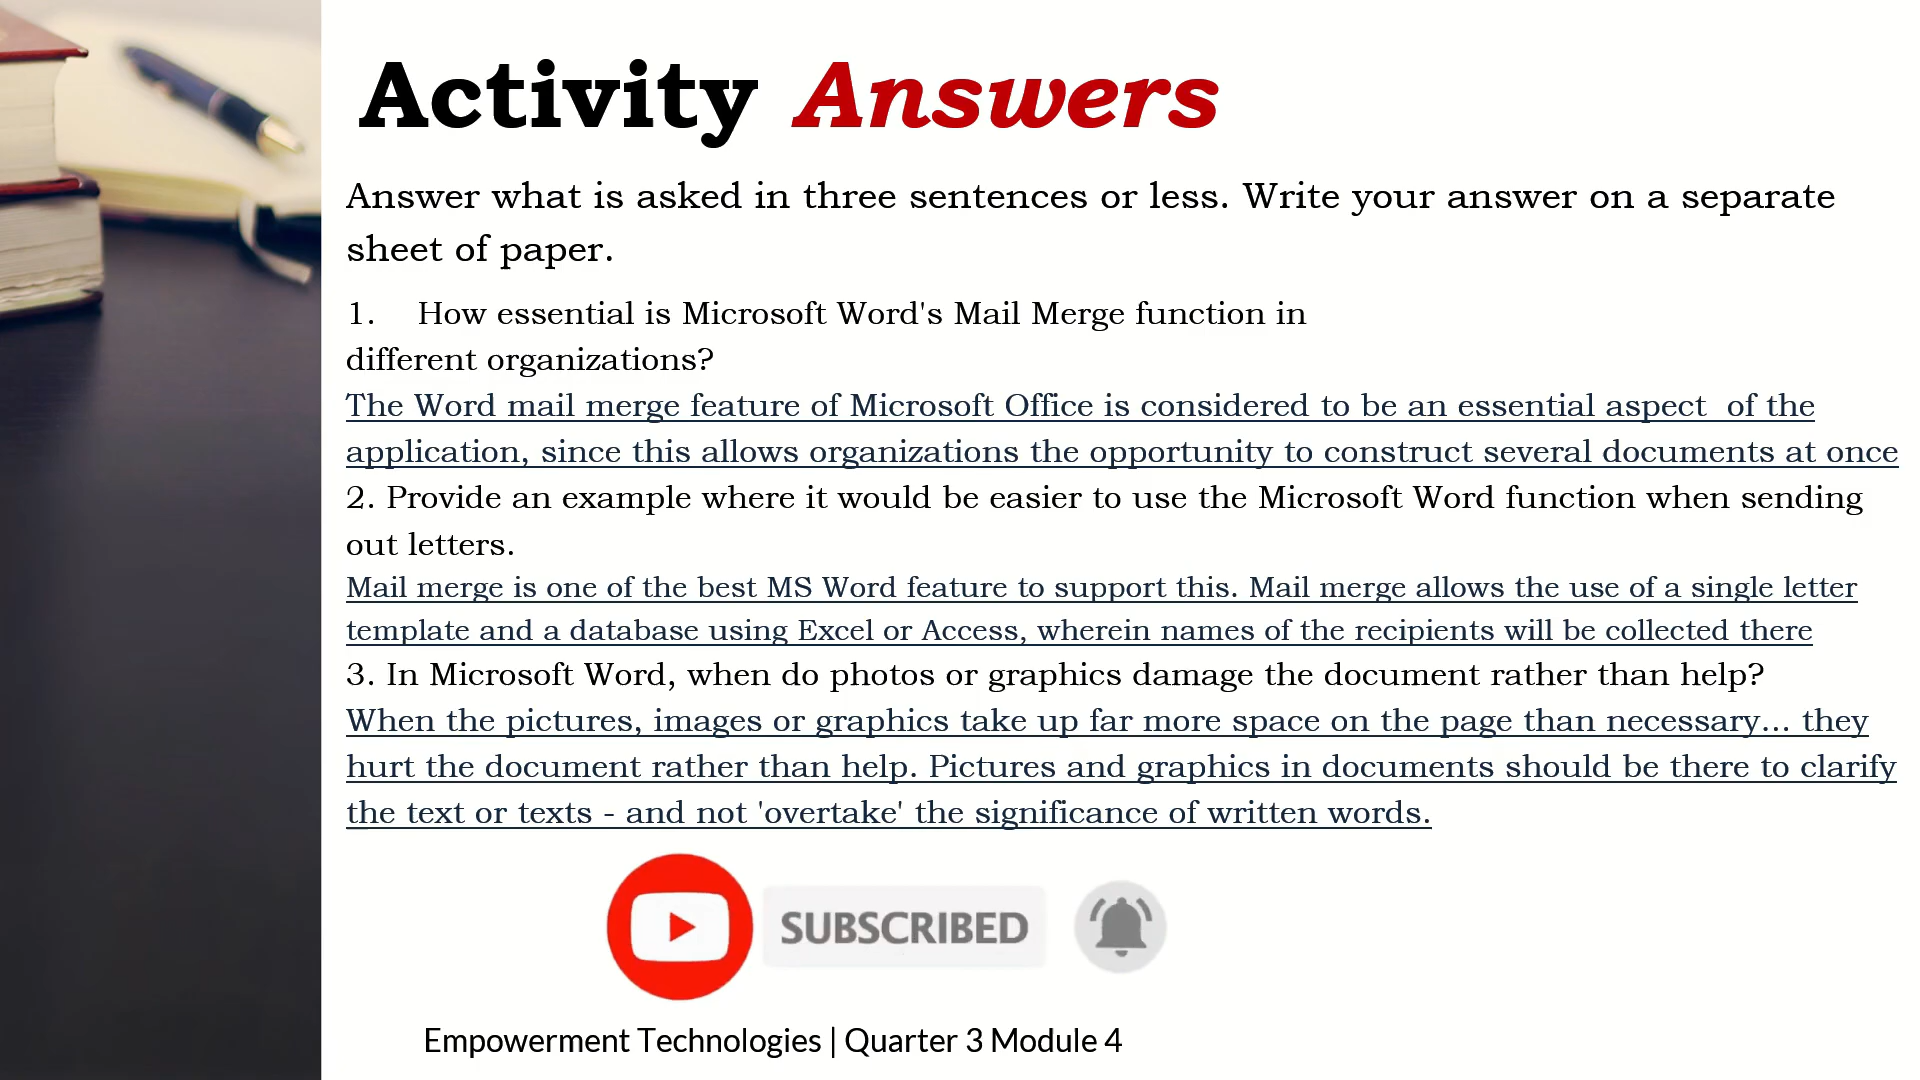 Activity Answers
Answer what is asked in three sentences or less. Write your answer on a separate
sheet of paper.
1. How essential is Microsoft Word's Mail Merge function in
different organizations?
The Word mail merge feature of Microsoft Office is considered to be an essential aspect  of the
application, since this allows organizations the opportunity to construct several documents at once
2. Provide an example where it would be easier to use the Microsoft Word function when sending
out letters.
Mail merge is one of the best MS Word feature to support this. Mail merge allows the use of a single letter
template and a database using Excel or Access, wherein names of the recipients will be collected there
3. In Microsoft Word, when do photos or graphics damage the document rather than help?
When the pictures, images or graphics take up far more space on the page than necessary... they
hurt the document rather than help. Pictures and graphics in documents should be there to clarify
the text or texts - and not 'overtake' the significance of written words.
SUBSCRIBED
Empowerment Technologies | Quarter 3 Module 4